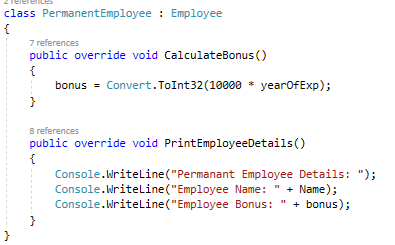 2 references
class PermanentEmployee : Employee
{
7 references
public override void CalculateBonus()
{
bonus = Convert.ToInt32(10000 * yearOfExp);
}
8 references
public override void PrintEmployeeDetails()
{
Console.WriteLine("Permanant Employee Details: ");
Console.WriteLine("Employee Name: " + Name);
Console.WriteLine("Employee Bonus: " + bonus);
}
}